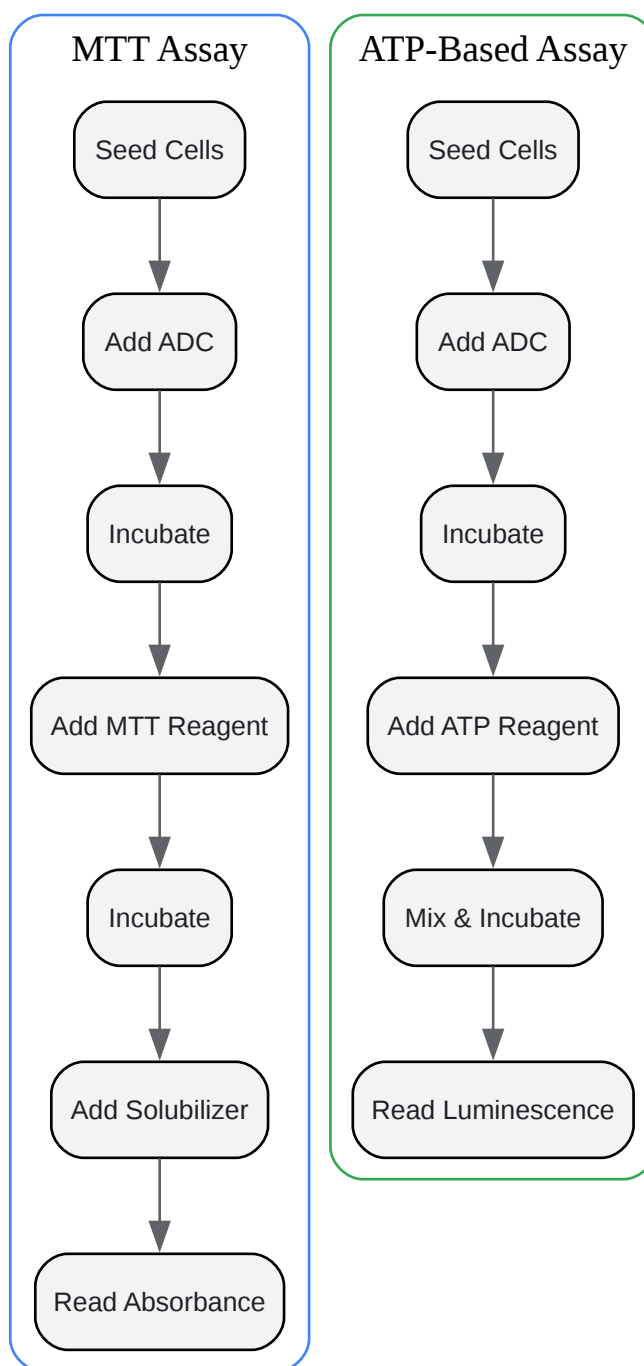 MTT Assay
Seed Cells
Add ADC
Incubate
Add MTT Reagent
Incubate
Add Solubilizer
Read Absorbance
ATP-Based Assay
Seed Cells
Add ADC
Incubate
Add ATP Reagent
Mix & Incubate
Read Luminescence